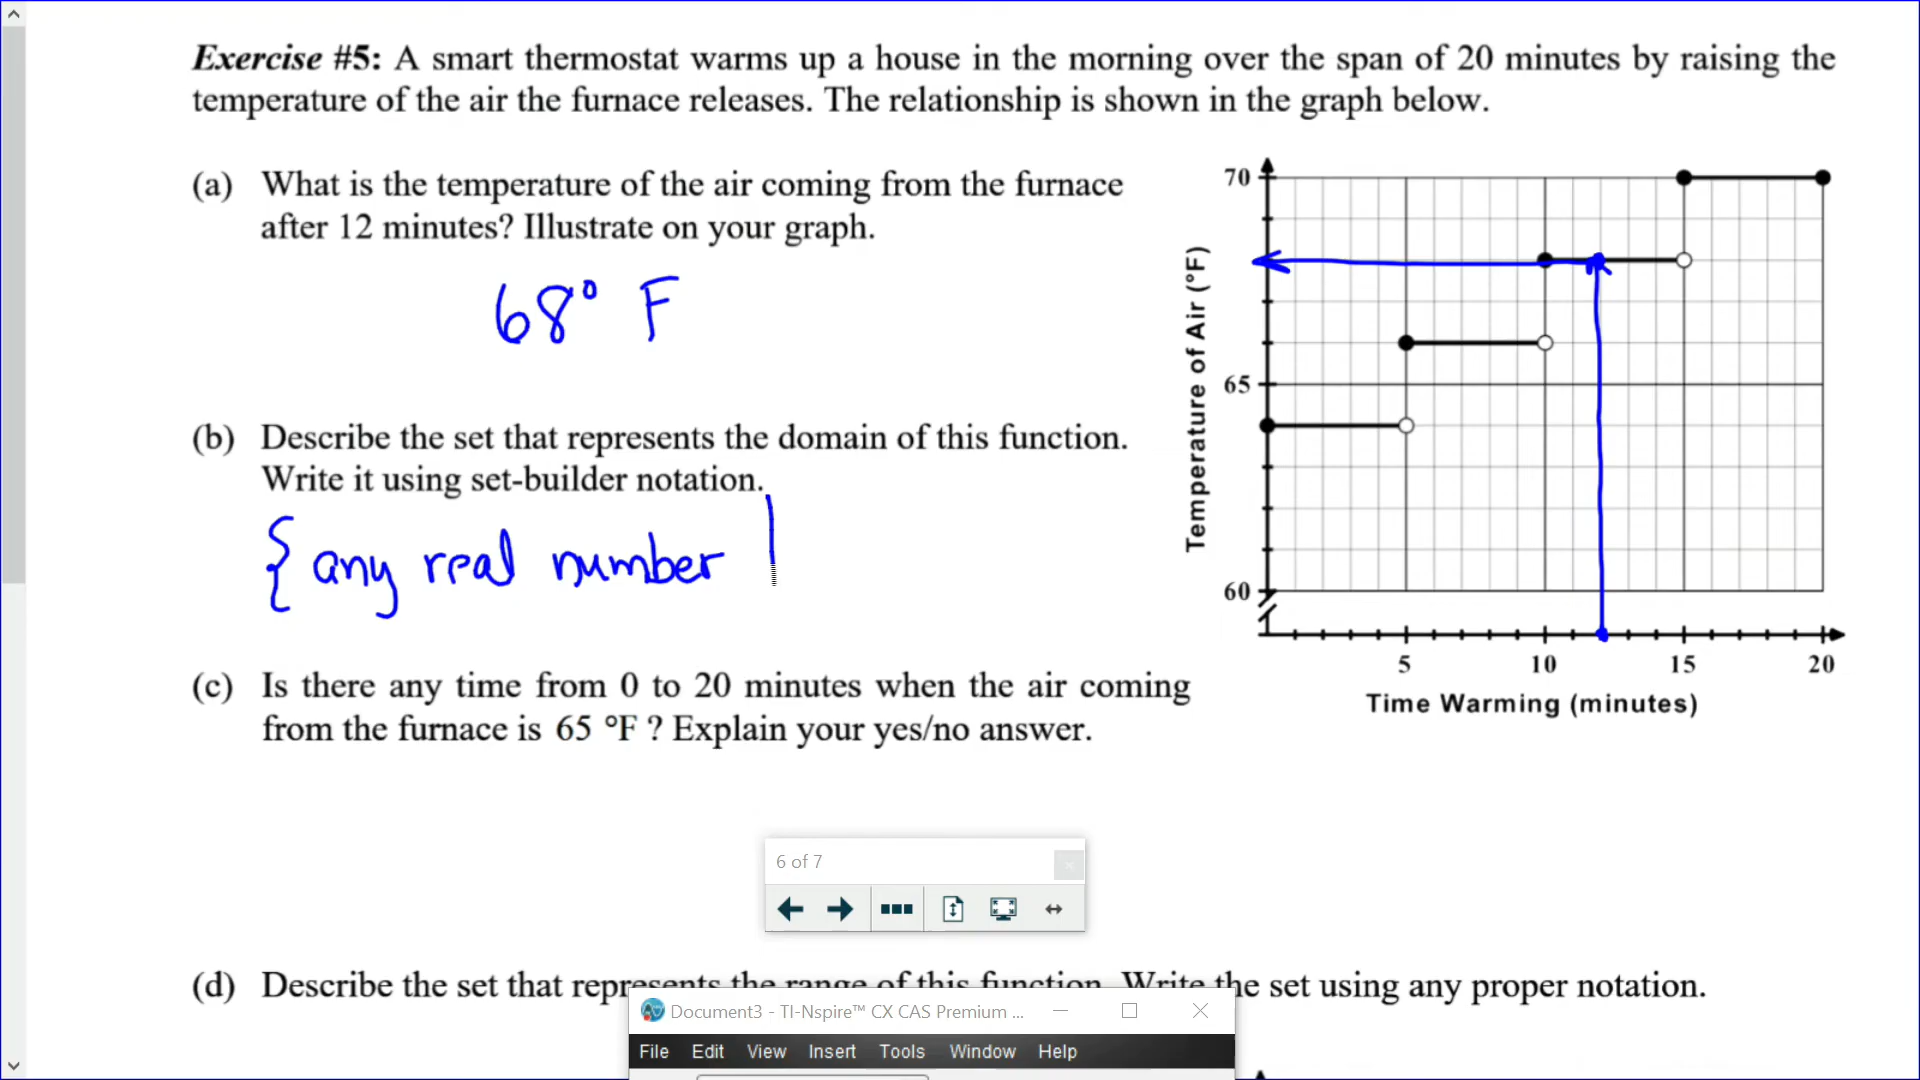 Exercise #5: A smart thermostat warms up a house in the morning over the span of 20 minutes by raising the
temperature of the air the furnace releases. The relationship is shown in the graph below.
(a) What is the temperature of the air coming from the furnace
after 12 minutes? Illustrate on your graph.
68° F
(b) Describe the set that represents the domain of this function.
Write it using set-builder notation.
{ any real number |
(c) Is there any time from 0 to 20 minutes when the air coming
from the furnace is 65 °F ? Explain your yes/no answer.
70
65
60
Temperature of Air (°F)
5 10 15 20
Time Warming (minutes)
6 of 7
(d) Describe the set that represents the range of this function. Write the set using any proper notation.
Document3 - TI-Nspire™ CX CAS Premium ...
File Edit View Insert Tools Window Help